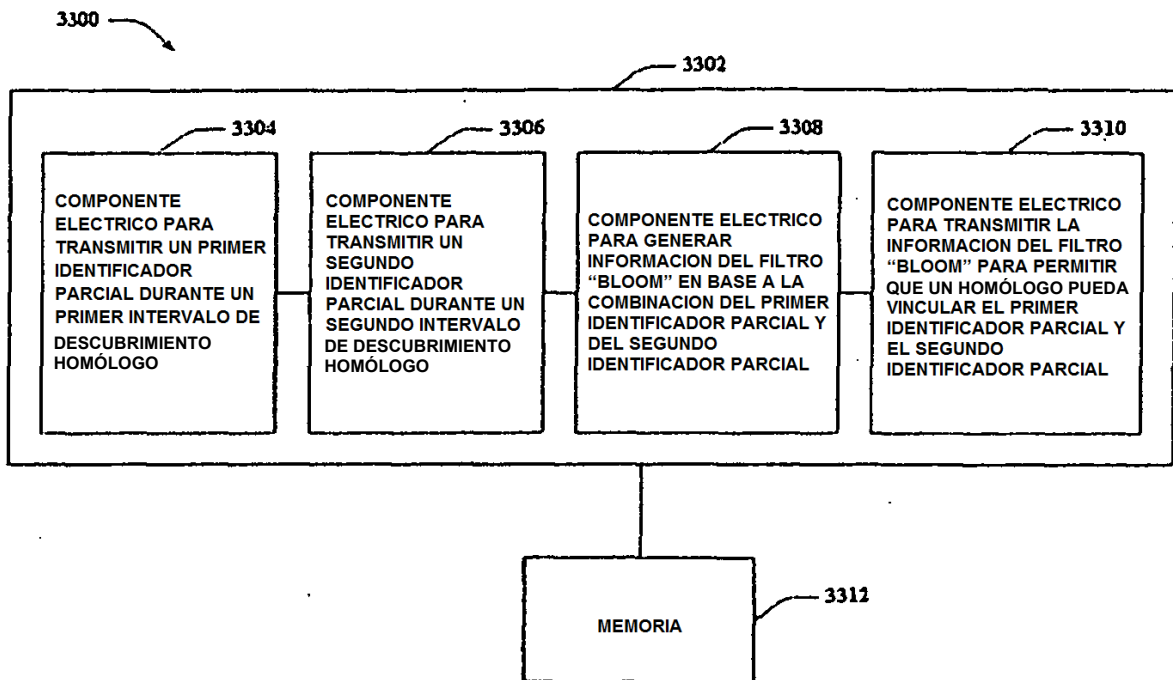 3300
3302
3304
COMPONENTE
ELECTRICO PARA
TRANSMITIR UN PRIMER
IDENTIFICADOR
PARCIAL DURANTE UN
PRIMER INTERVALO DE
DESCUBRIMIENTO
HOMÓLOGO
3306
COMPONENTE
ELECTRICO PARA
TRANSMITIR UN
SEGUNDO
IDENTIFICADOR
PARCIAL DURANTE UN
SEGUNDO INTERVALO
DE DESCUBRIMIENTO
HOMÓLOGO
3308
COMPONENTE ELECTRICO
PARA GENERAR
INFORMACION DEL FILTRO
“BLOOM” EN BASE A LA
COMBINACION DEL PRIMER
IDENTIFICADOR PARCIAL Y
DEL SEGUNDO
IDENTIFICADOR PARCIAL
3310
COMPONENTE ELECTRICO
PARA TRANSMITIR LA
INFORMACION DEL FILTRO
“BLOOM” PARA PERMITIR
QUE UN HOMÓLOGO PUEDA
VINCULAR EL PRIMER
IDENTIFICADOR PARCIAL Y
EL SEGUNDO
IDENTIFICADOR PARCIAL
3312
MEMORIA